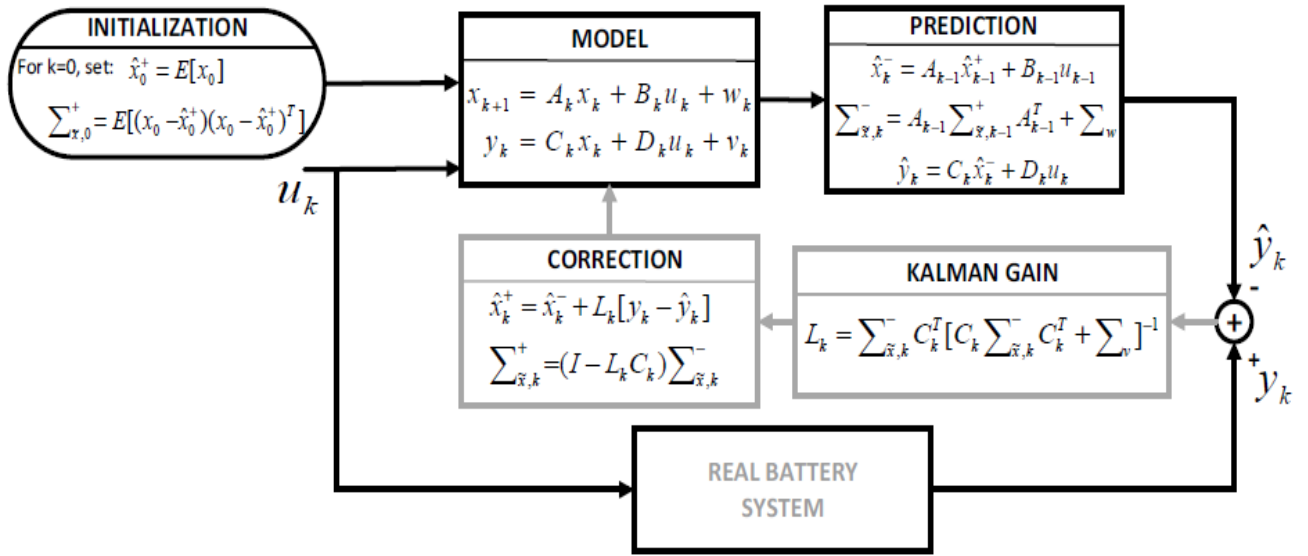 INITIALIZATION
For k=0, set: x̂₀⁺ = E[x₀]
∑⁺ₓ̃,₀ = E[(x₀ − x̂₀⁺)(x₀ − x̂₀⁺)ᵀ]
u_k
MODEL
x_{k+1} = A_k x_k + B_k u_k + w_k
y_k = C_k x_k + D_k u_k + v_k
PREDICTION
x̂_k⁻ = A_{k−1} x̂⁺_{k−1} + B_{k−1} u_{k−1}
∑⁻_{x̃,k} = A_{k−1} ∑⁺_{x̃,k−1} Aᵀ_{k−1} + ∑_w
ŷ_k = C_k x̂_k⁻ + D_k u_k
CORRECTION
x̂_k⁺ = x̂_k⁻ + L_k[y_k − ŷ_k]
∑⁺_{x̃,k} = (I − L_k C_k) ∑⁻_{x̃,k}
KALMAN GAIN
L_k = ∑⁻_{x̃,k} C_kᵀ [C_k ∑⁻_{x̃,k} C_kᵀ + ∑_v]⁻¹
ŷ_k
-
+
+
y_k
REAL BATTERY
SYSTEM